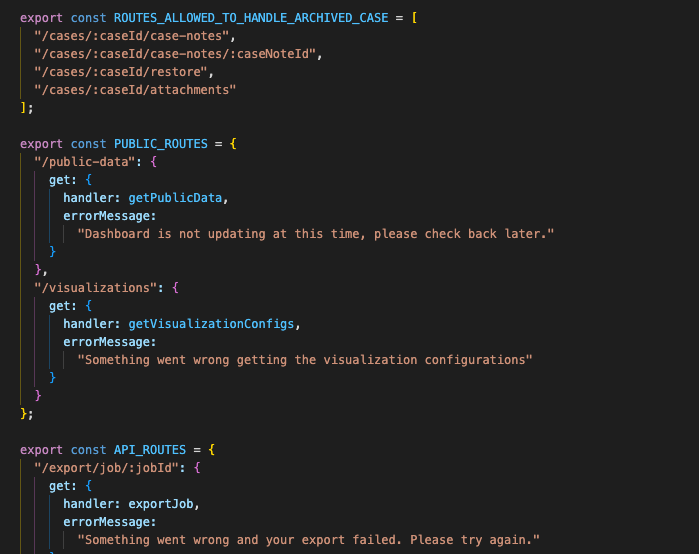 export const ROUTES_ALLOWED_TO_HANDLE_ARCHIVED_CASE = [
"/cases/:caseId/case-notes",
"/cases/:caseId/case-notes/:caseNoteId",
"/cases/:caseId/restore",
"/cases/:caseId/attachments"
];
export const PUBLIC_ROUTES = {
"/public-data": {
get: {
handler: getPublicData,
errorMessage:
"Dashboard is not updating at this time, please check back later."
}
},
"/visualizations": {
get: {
handler: getVisualizationConfigs,
errorMessage:
"Something went wrong getting the visualization configurations"
}
}
};
export const API_ROUTES = {
"/export/job/:jobId": {
get: {
handler: exportJob,
errorMessage:
"Something went wrong and your export failed. Please try again."
}